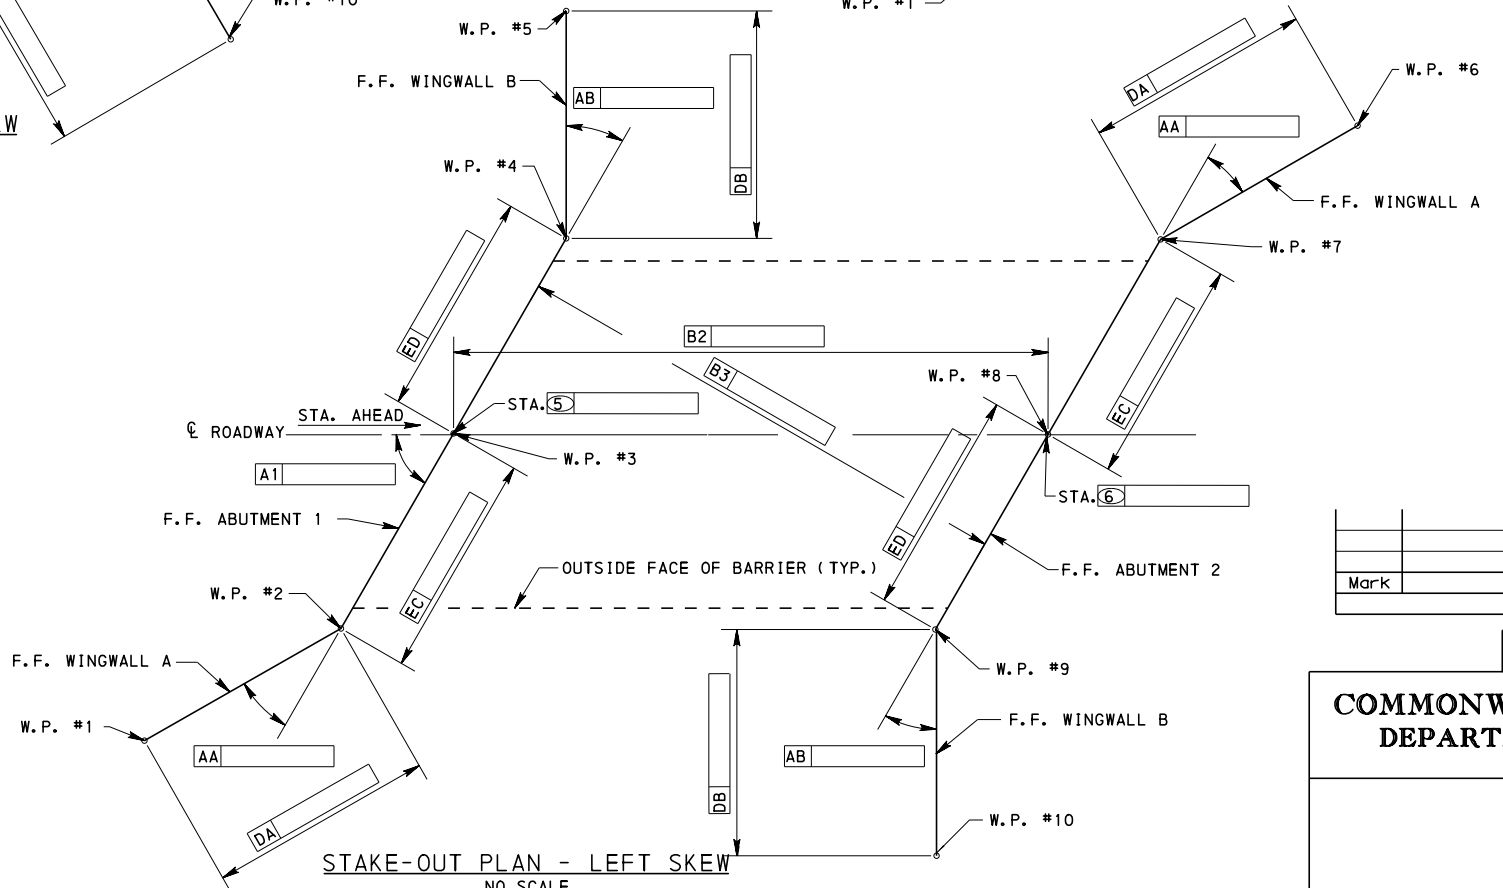 W.P. #10
W.P. #1
W.P. #5
W.P. #6
F.F. WINGWALL B
AB
DB
DA
AA
W.P. #4
F.F. WINGWALL A
W.P. #7
ED
B2
B3
W.P. #8
EC
STA. 5
STA. AHEAD
℄ ROADWAY
W.P. #3
A1
STA. 6
F.F. ABUTMENT 1
EC
ED
OUTSIDE FACE OF BARRIER (TYP.)
F.F. ABUTMENT 2
Mark
W.P. #2
F.F. WINGWALL A
W.P. #9
W.P. #1
F.F. WINGWALL B
AA
AB
DB
DA
W.P. #10
COMMONW
DEPART
STAKE-OUT PLAN - LEFT SKEW
NO SCALE